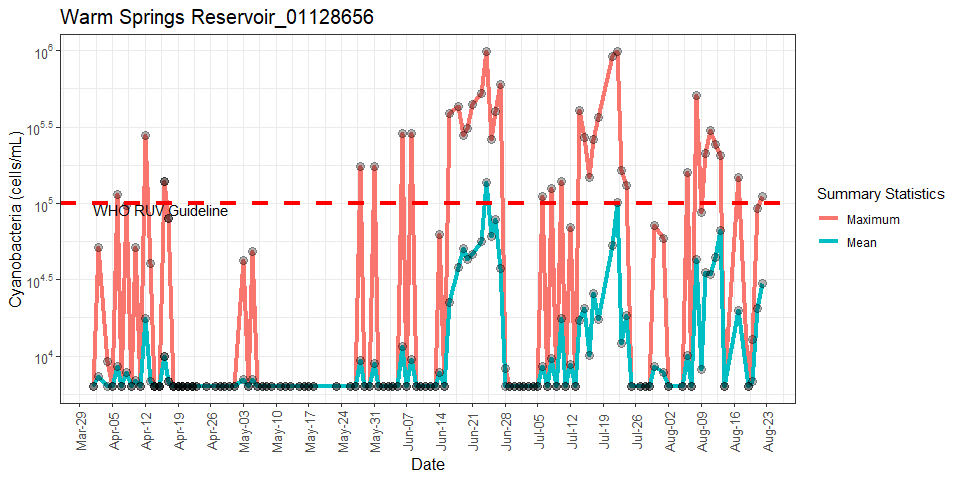 Warm Springs Reservoir_01128656
Cyanobacteria (cells/mL)
10^6
10^5.5
10^5
10^4.5
10^4
WHO RUV Guideline
Mar-29
Apr-05
Apr-12
Apr-19
Apr-26
May-03
May-10
May-17
May-24
May-31
Jun-07
Jun-14
Jun-21
Jun-28
Jul-05
Jul-12
Jul-19
Jul-26
Aug-02
Aug-09
Aug-16
Aug-23
Date
Summary Statistics
Maximum
Mean